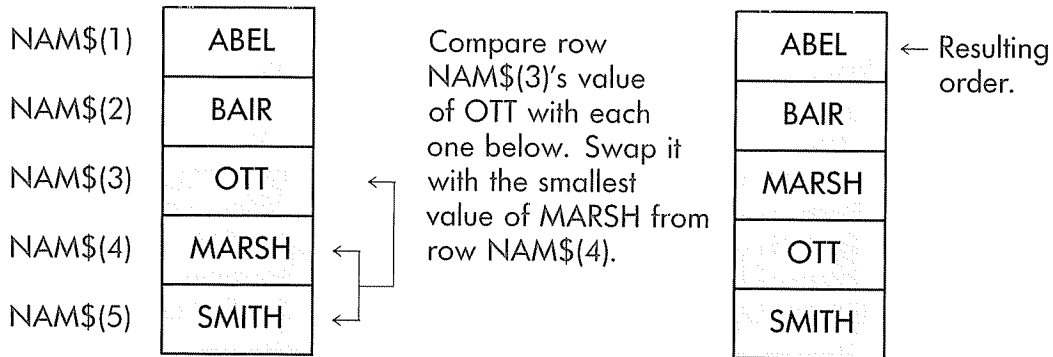 NAM$(1)
ABEL
NAM$(2)
BAIR
NAM$(3)
OTT
NAM$(4)
MARSH
NAM$(5)
SMITH
Compare row
NAM$(3)'s value
of OTT with each
one below. Swap it
with the smallest
value of MARSH from
row NAM$(4).
ABEL
BAIR
MARSH
OTT
SMITH
← Resulting
order.